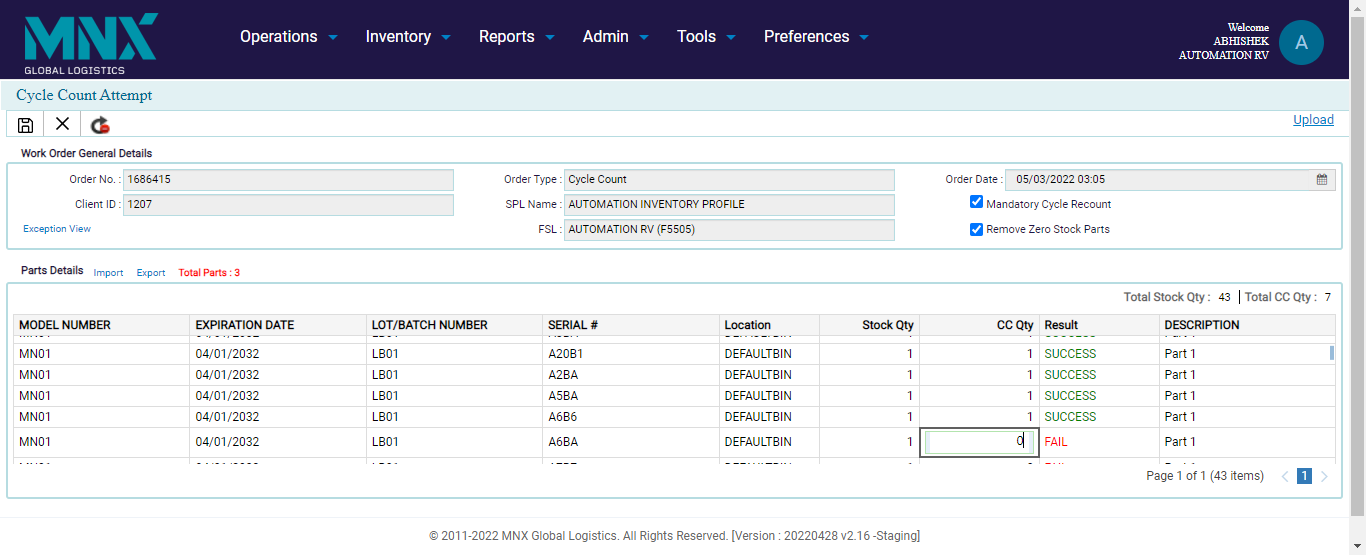 MNX
GLOBAL LOGISTICS
Operations Inventory Reports Admin Tools Preferences
Welcome
ABHISHEK
AUTOMATION RV
A
Cycle Count Attempt
Upload
Work Order General Details
Order No. : 1686415 Order Type : Cycle Count Order Date : 05/03/2022 03:05
Client ID : 1207 SPL Name : AUTOMATION INVENTORY PROFILE Mandatory Cycle Recount
Exception View FSL : AUTOMATION RV (F5505) Remove Zero Stock Parts
Parts Details Import Export Total Parts : 3
Total Stock Qty : 43 Total CC Qty : 7
MODEL NUMBER EXPIRATION DATE LOT/BATCH NUMBER SERIAL # Location Stock Qty CC Qty Result DESCRIPTION
MN01 04/01/2032 LB01 A20B1 DEFAULTBIN 1 1 SUCCESS Part 1
MN01 04/01/2032 LB01 A2BA DEFAULTBIN 1 1 SUCCESS Part 1
MN01 04/01/2032 LB01 A5BA DEFAULTBIN 1 1 SUCCESS Part 1
MN01 04/01/2032 LB01 A6B6 DEFAULTBIN 1 1 SUCCESS Part 1
MN01 04/01/2032 LB01 A6BA DEFAULTBIN 1 0 FAIL Part 1
Page 1 of 1 (43 items) 1
© 2011-2022 MNX Global Logistics. All Rights Reserved. [Version : 20220428 v2.16 -Staging]